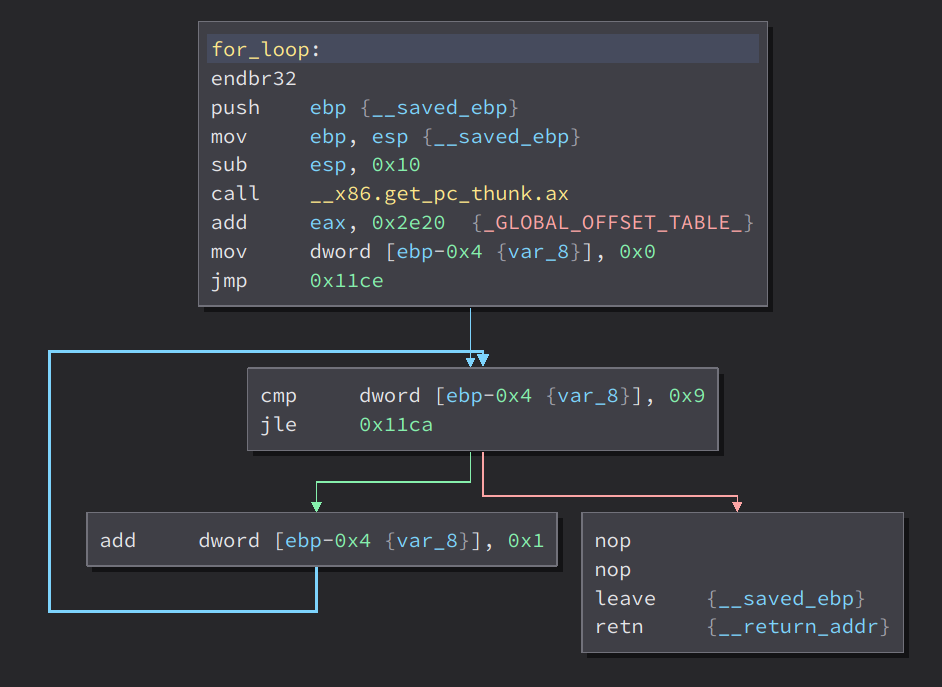 for_loop:
endbr32
push ebp {__saved_ebp}
mov ebp, esp {__saved_ebp}
sub esp, 0x10
call __x86.get_pc_thunk.ax
add eax, 0x2e20 {_GLOBAL_OFFSET_TABLE_}
mov dword [ebp-0x4 {var_8}], 0x0
jmp 0x11ce
cmp dword [ebp-0x4 {var_8}], 0x9
jle 0x11ca
add dword [ebp-0x4 {var_8}], 0x1
nop
nop
leave {__saved_ebp}
retn {__return_addr}